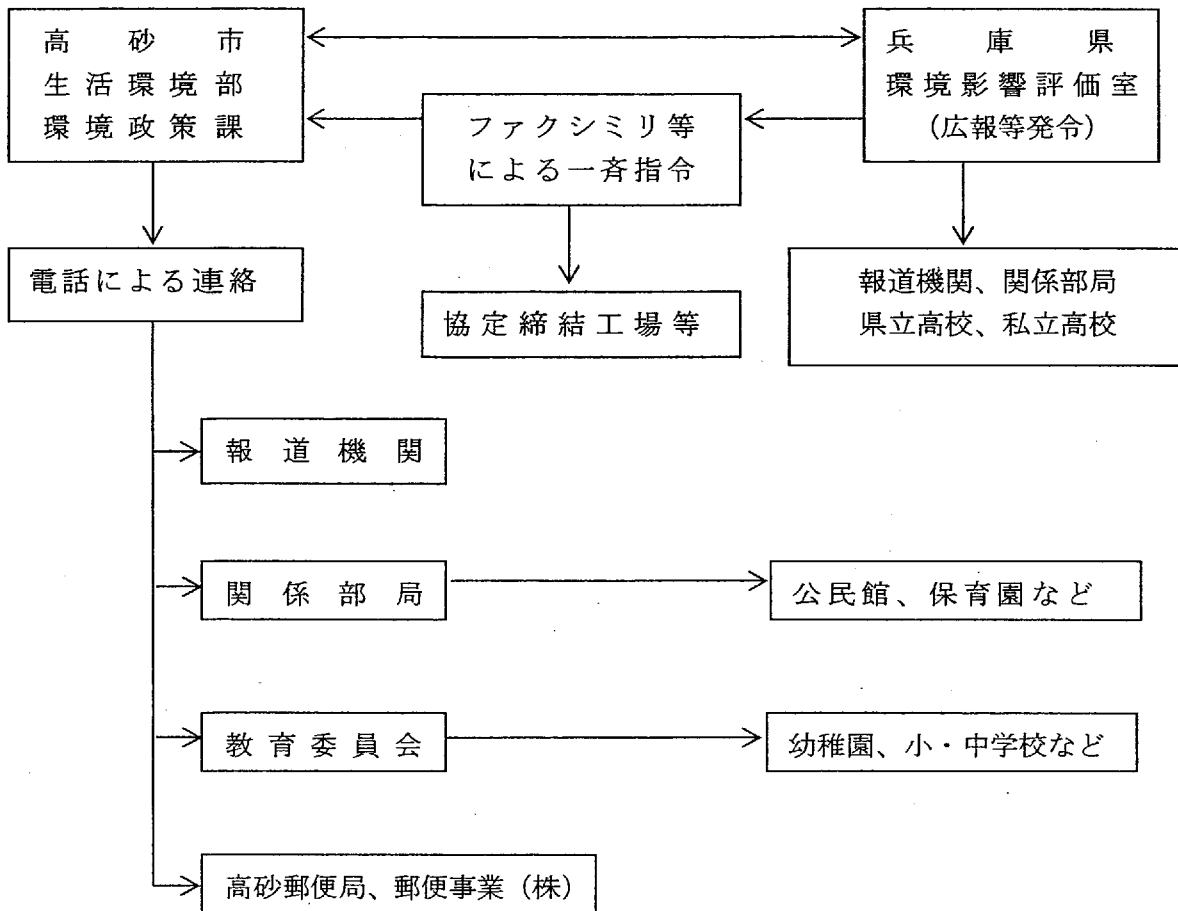 高砂市
生活環境部
環境政策課
兵庫県
環境影響評価室
(広報等発令)
ファクシミリ等
による一斉指令
電話による連絡
協定締結工場等
報道機関、関係部局
県立高校、私立高校
報道機関
関係部局
公民館、保育園など
教育委員会
幼稚園、小・中学校など
高砂郵便局、郵便事業(株)